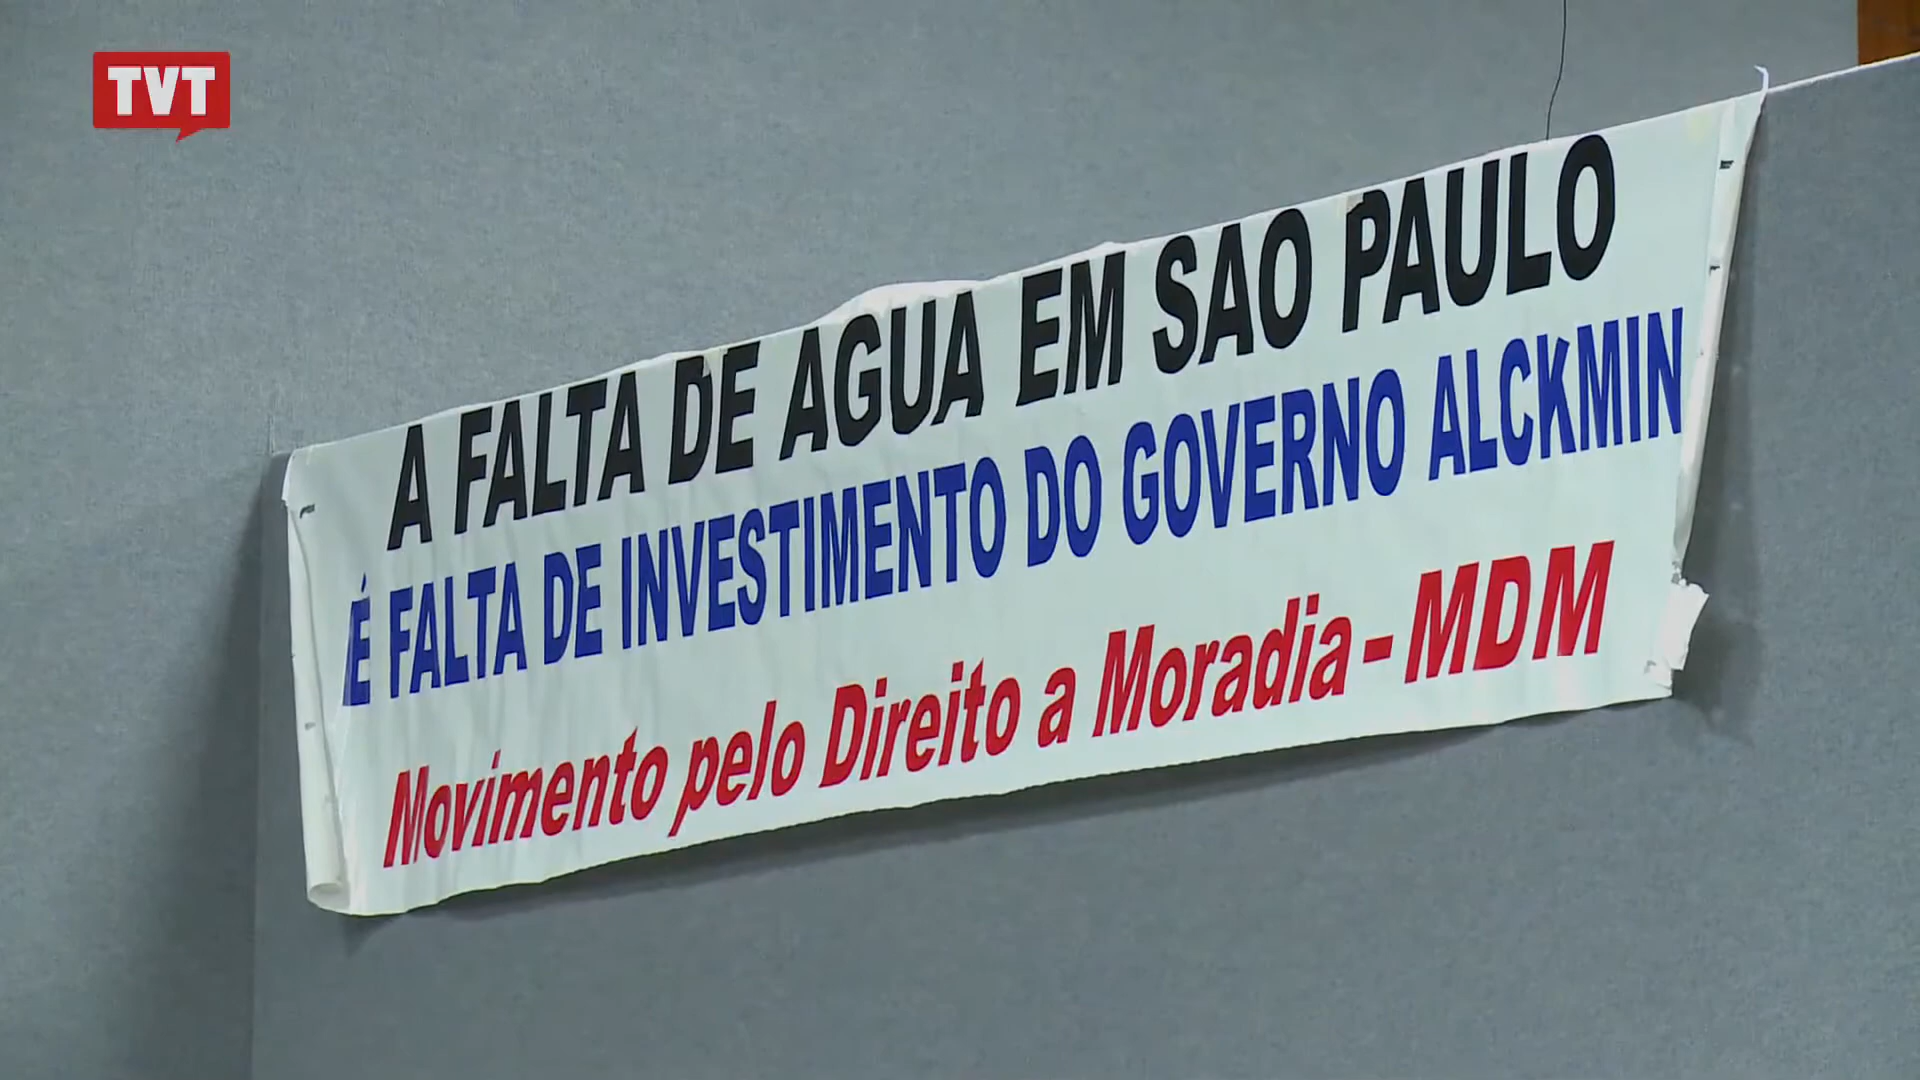 TVT
A FALTA DE AGUA EM SAO PAULO
É FALTA DE INVESTIMENTO DO GOVERNO ALCKMIN
Movimento pelo Direito a Moradia - MDM